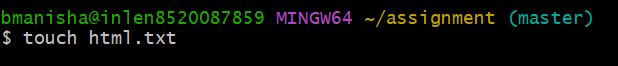 bmanisha@inlen8520087859 MINGW64 ~/assignment (master)
$ touch html.txt